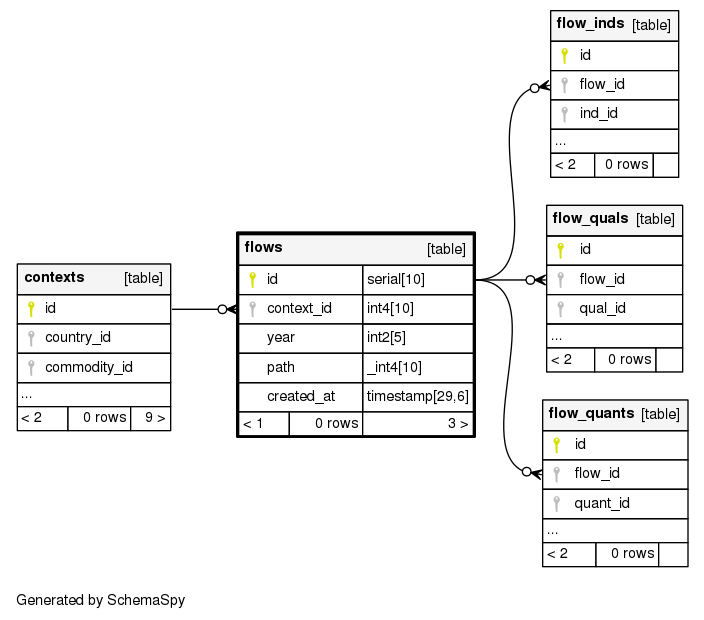 flow_inds [table]
id
flow_id
ind_id
...
< 2 0 rows
flow_quals [table]
id
flow_id
qual_id
...
< 2 0 rows
flows [table]
id serial[10]
context_id int4[10]
year int2[5]
path _int4[10]
created_at timestamp[29,6]
< 1 0 rows 3 >
contexts [table]
id
country_id
commodity_id
...
< 2 0 rows 9 >
flow_quants [table]
id
flow_id
quant_id
...
< 2 0 rows
Generated by SchemaSpy